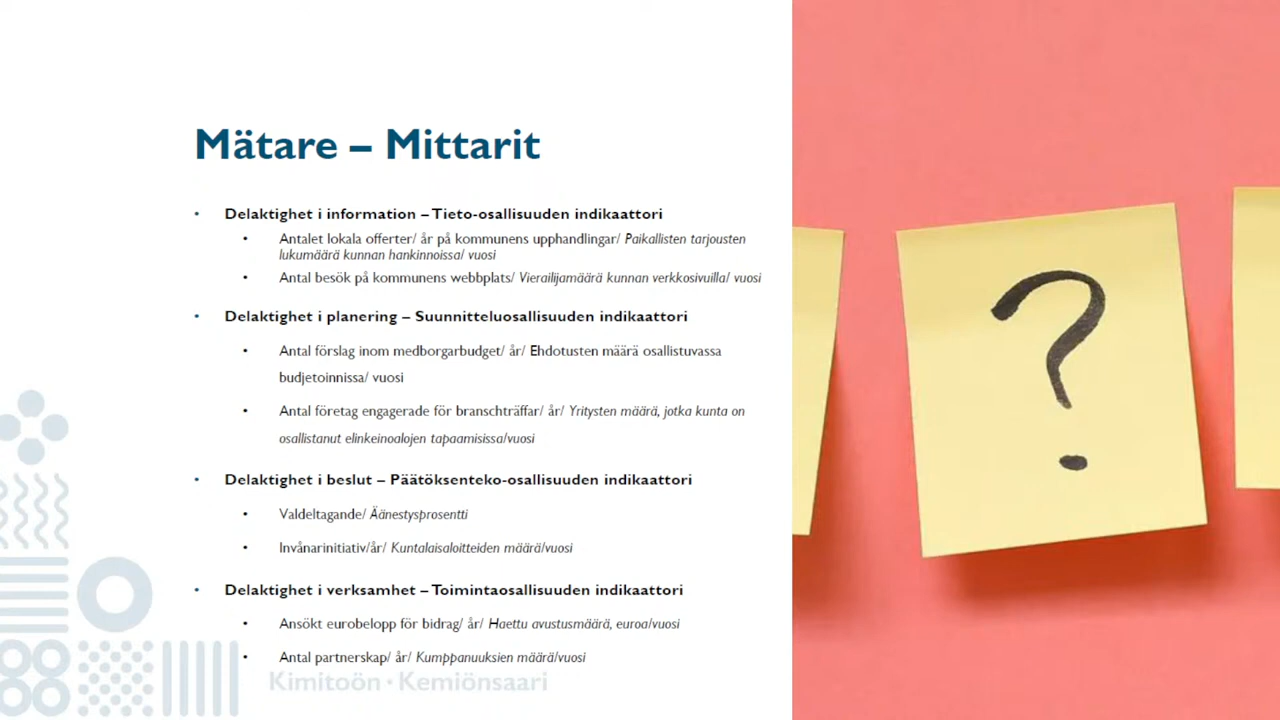 Mätare – Mittarit
• Delaktighet i information – Tieto-osallisuuden indikaattori
• Antalet lokala offerter/ år på kommunens upphandlingar/ Paikallisten tarjousten
lukumäärä kunnan hankinnoissa/ vuosi
• Antal besök på kommunens webbplats/ Vierailijamäärä kunnan verkkosivuilla/ vuosi
• Delaktighet i planering – Suunnitteluosallisuuden indikaattori
• Antal förslag inom medborgarbudget/ år/ Ehdotusten määrä osallistuvassa
budjetoinnissa/ vuosi
• Antal företag engagerade för branschträffar/ år/ Yritysten määrä, jotka kunta on
osallistanut elinkeinoalojen tapaamisissa/vuosi
• Delaktighet i beslut – Päätöksenteko-osallisuuden indikaattori
• Valdeltagande/ Äänestysprosentti
• Invånarinitiativ/år/ Kuntalaisaloitteiden määrä/vuosi
• Delaktighet i verksamhet – Toimintaosallisuuden indikaattori
• Ansökt eurobelopp för bidrag/ år/ Haettu avustusmäärä, euroa/vuosi
• Antal partnerskap/ år/ Kumppanuuksien määrä/vuosi
Kimitoön • Kemiönsaari
?